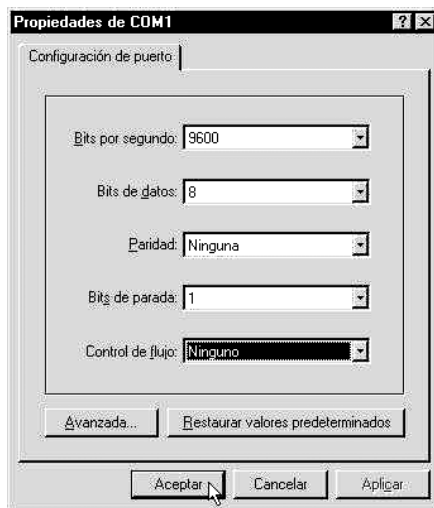 Propiedades de COM1
Configuración de puerto
Bits por segundo: 9600
Bits de datos: 8
Paridad: Ninguna
Bits de parada: 1
Control de flujo: Ninguno
Avanzada... Restaurar valores predeterminados
Aceptar Cancelar Aplicar